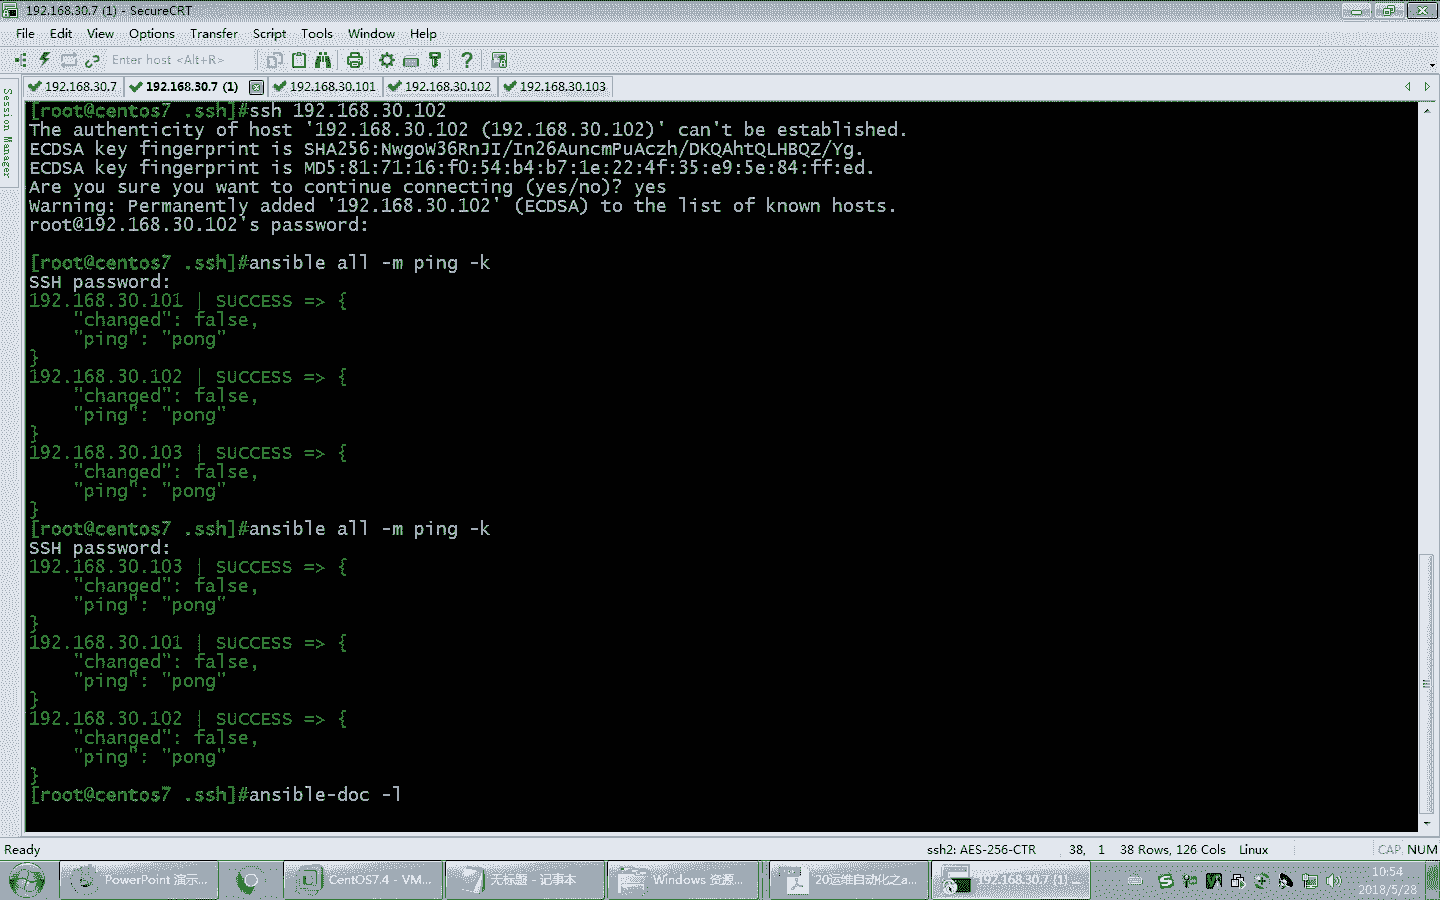 192.168.30.7 (1) - SecureCRT
File Edit View Options Transfer Script Tools Window Help
Enter host <Alt+R>
192.168.30.7 192.168.30.7 (1) 192.168.30.101 192.168.30.102 192.168.30.103
Session Manager
[root@centos7 .ssh]#ssh 192.168.30.102
The authenticity of host '192.168.30.102 (192.168.30.102)' can't be established.
ECDSA key fingerprint is SHA256:NwgoW36RnJI/In26AuncmPuAczh/DKQAhtQLHBQZ/Yg.
ECDSA key fingerprint is MD5:81:71:16:f0:54:b4:b7:1e:22:4f:35:e9:5e:84:ff:ed.
Are you sure you want to continue connecting (yes/no)? yes
Warning: Permanently added '192.168.30.102' (ECDSA) to the list of known hosts.
root@192.168.30.102's password:
[root@centos7 .ssh]#ansible all -m ping -k
SSH password:
192.168.30.101 | SUCCESS => {
"changed": false,
"ping": "pong"
}
192.168.30.102 | SUCCESS => {
"changed": false,
"ping": "pong"
}
192.168.30.103 | SUCCESS => {
"changed": false,
"ping": "pong"
}
[root@centos7 .ssh]#ansible all -m ping -k
SSH password:
192.168.30.103 | SUCCESS => {
"changed": false,
"ping": "pong"
}
192.168.30.101 | SUCCESS => {
"changed": false,
"ping": "pong"
}
192.168.30.102 | SUCCESS => {
"changed": false,
"ping": "pong"
}
[root@centos7 .ssh]#ansible-doc -l
Ready ssh2: AES-256-CTR 38, 1 38 Rows, 126 Cols Linux CAP NUM
PowerPoint 演示... CentOS7.4 - VM... 无标题 - 记事本 Windows 资源... 20运维自动化之a... 192.168.30.7 (1) ... 10:54
2018/5/28